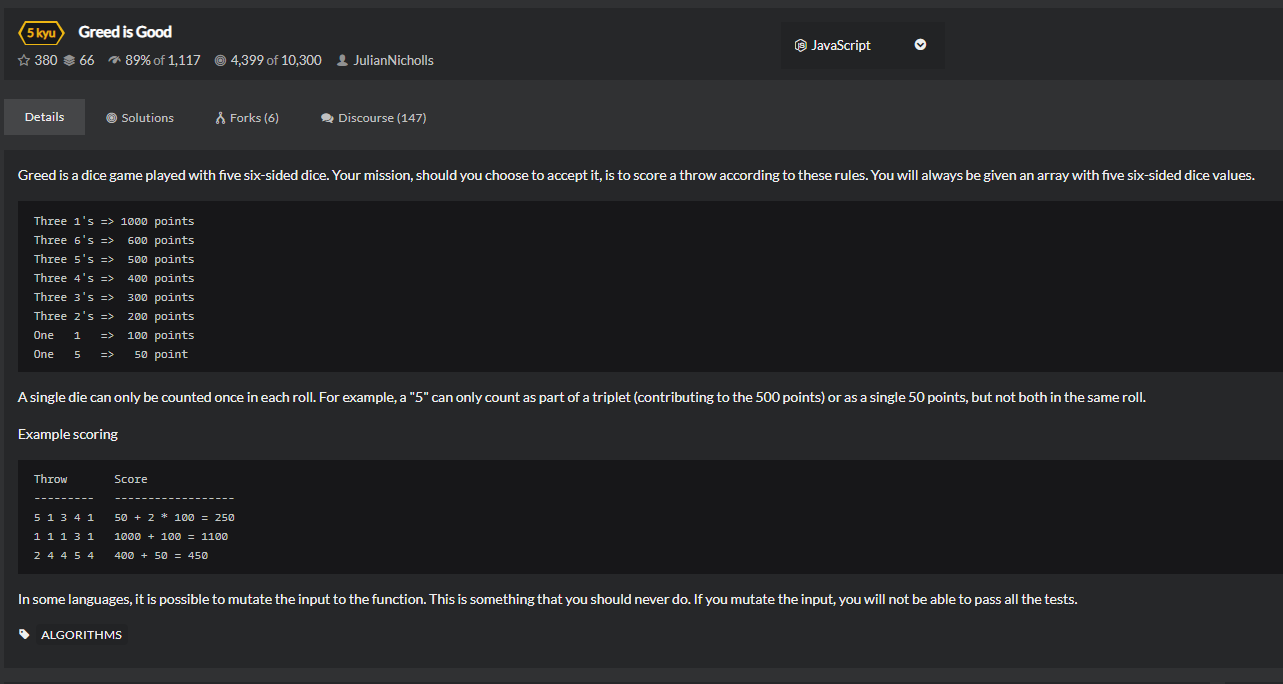 5 kyu Greed is Good
380 66 89% of 1,117 4,399 of 10,300 JulianNicholls
JavaScript
Details Solutions Forks (6) Discourse (147)
Greed is a dice game played with five six-sided dice. Your mission, should you choose to accept it, is to score a throw according to these rules. You will always be given an array with five six-sided dice values.
Three 1's => 1000 points
Three 6's =>  600 points
Three 5's =>  500 points
Three 4's =>  400 points
Three 3's =>  300 points
Three 2's =>  200 points
One   1   =>  100 points
One   5   =>   50 point
A single die can only be counted once in each roll. For example, a "5" can only count as part of a triplet (contributing to the 500 points) or as a single 50 points, but not both in the same roll.
Example scoring
Throw       Score
---------   ------------------
5 1 3 4 1   50 + 2 * 100 = 250
1 1 1 3 1   1000 + 100 = 1100
2 4 4 5 4   400 + 50 = 450
In some languages, it is possible to mutate the input to the function. This is something that you should never do. If you mutate the input, you will not be able to pass all the tests.
ALGORITHMS